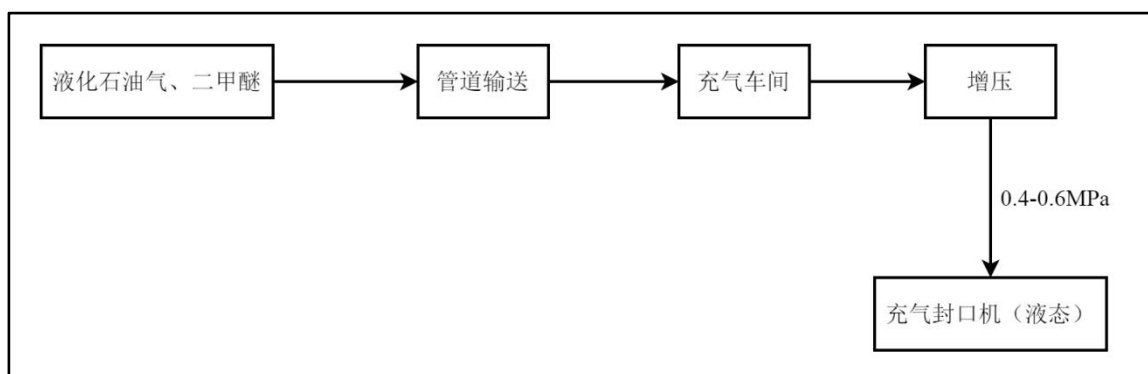 液化石油气、二甲醚
管道输送
充气车间
增压
0.4-0.6MPa
充气封口机（液态）